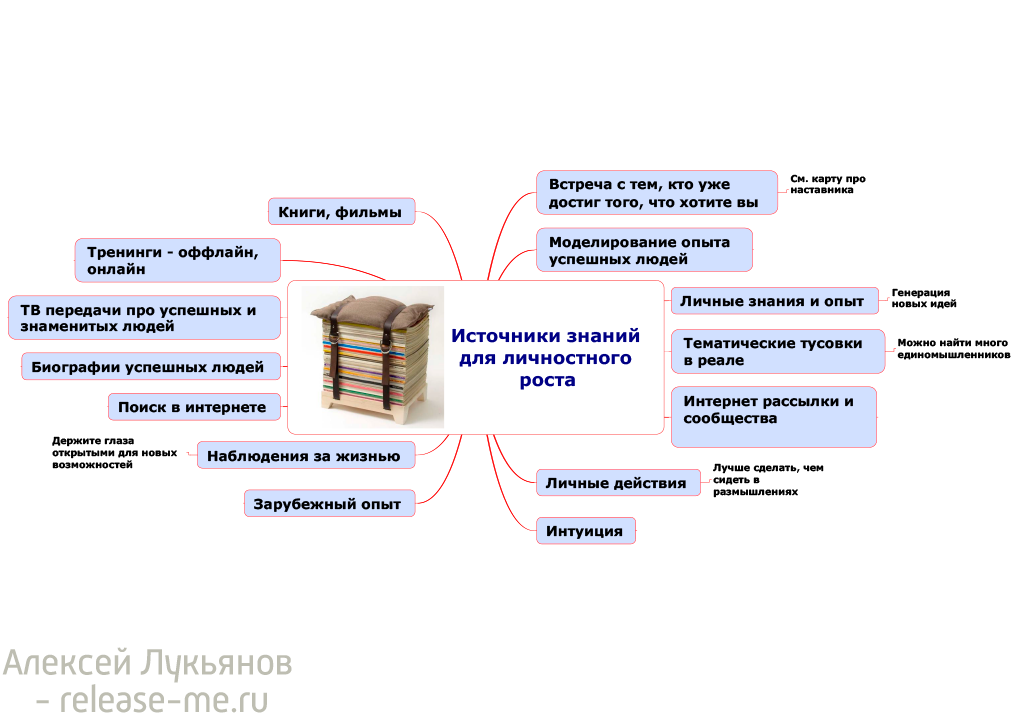 Источники знаний
для личностного
роста
Встреча с тем, кто уже
достиг того, что хотите вы
См. карту про
наставника
Моделирование опыта
успешных людей
Личные знания и опыт
Генерация
новых идей
Тематические тусовки
в реале
Можно найти много
единомышленников
Интернет рассылки и
сообщества
Личные действия
Лучше сделать, чем
сидеть в
размышлениях
Интуиция
Книги, фильмы
Тренинги - оффлайн,
онлайн
ТВ передачи про успешных и
знаменитых людей
Биографии успешных людей
Поиск в интернете
Наблюдения за жизнью
Держите глаза
открытыми для новых
возможностей
Зарубежный опыт
Алексей Лукьянов
- release-me.ru